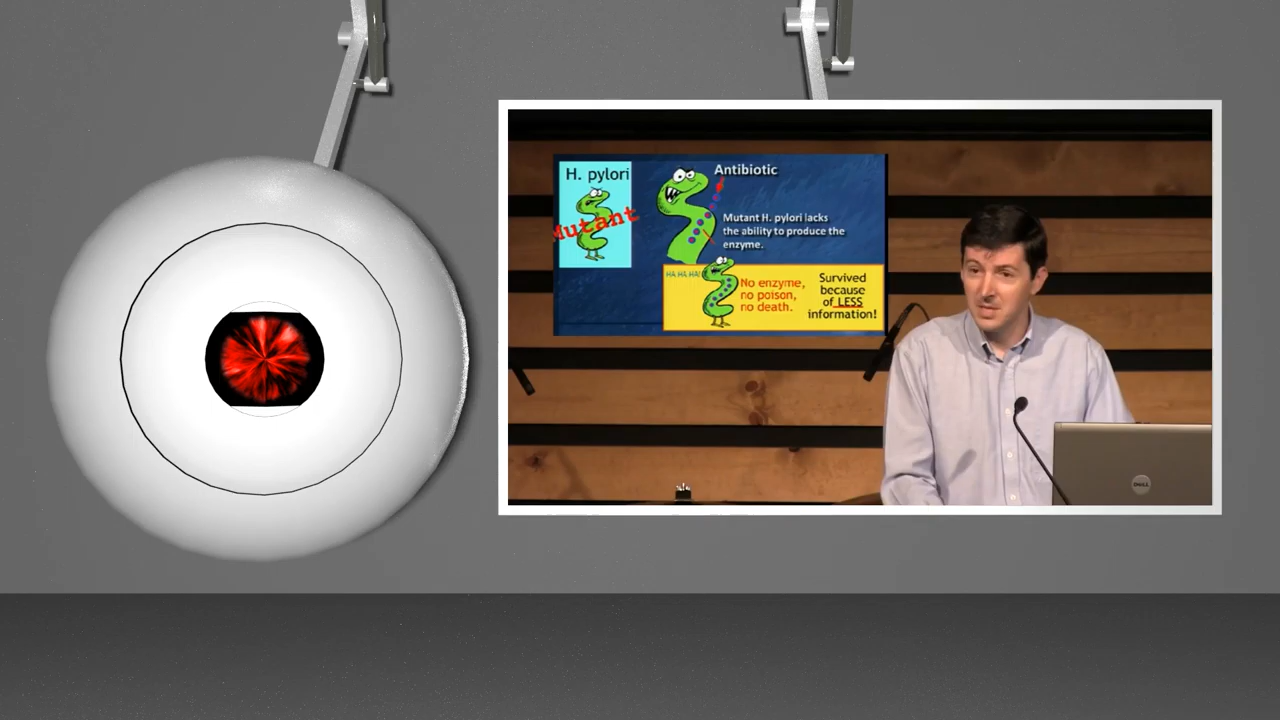 H. pylori
Mutant
Antibiotic
Mutant H. pylori lacks
the ability to produce the
enzyme.
HA HA HA!
No enzyme,
no poison,
no death.
Survived
because
of LESS
information!
DELL